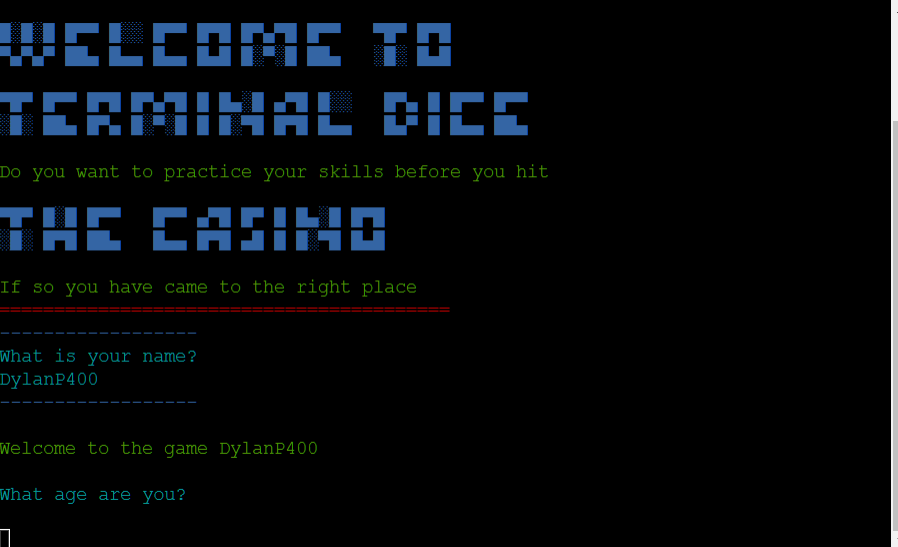 WELCOME TO
TERMINAL DICE
Do you want to practice your skills before you hit
THE CASINO
If so you have came to the right place
=========================================
------------------
What is your name?
DylanP400
------------------
Welcome to the game DylanP400
What age are you?